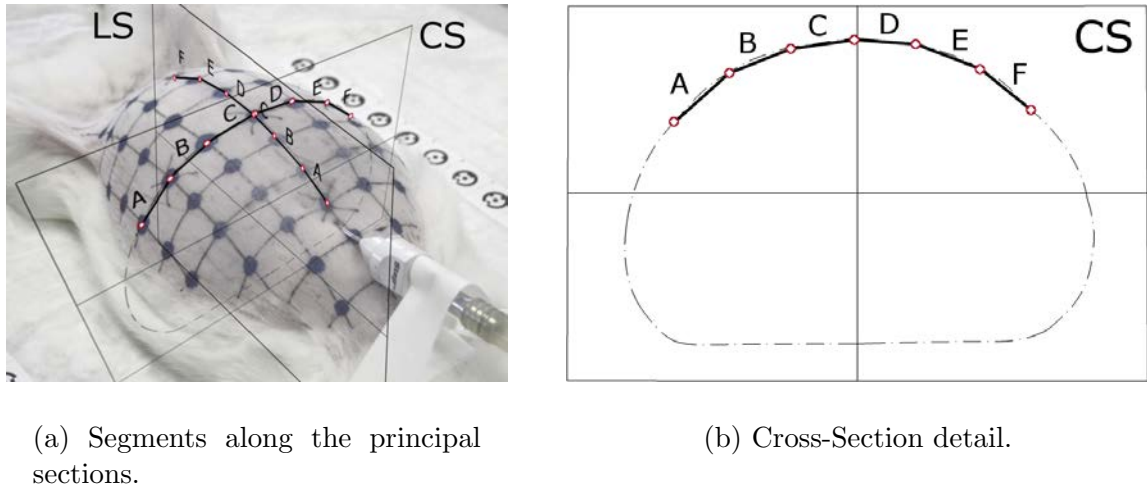 LS
CS
F
E
D
C
D
E
F
C
B
B
A
A
CS
A
B
C
D
E
F
(a) Segments along the principal
sections.
(b) Cross-Section detail.